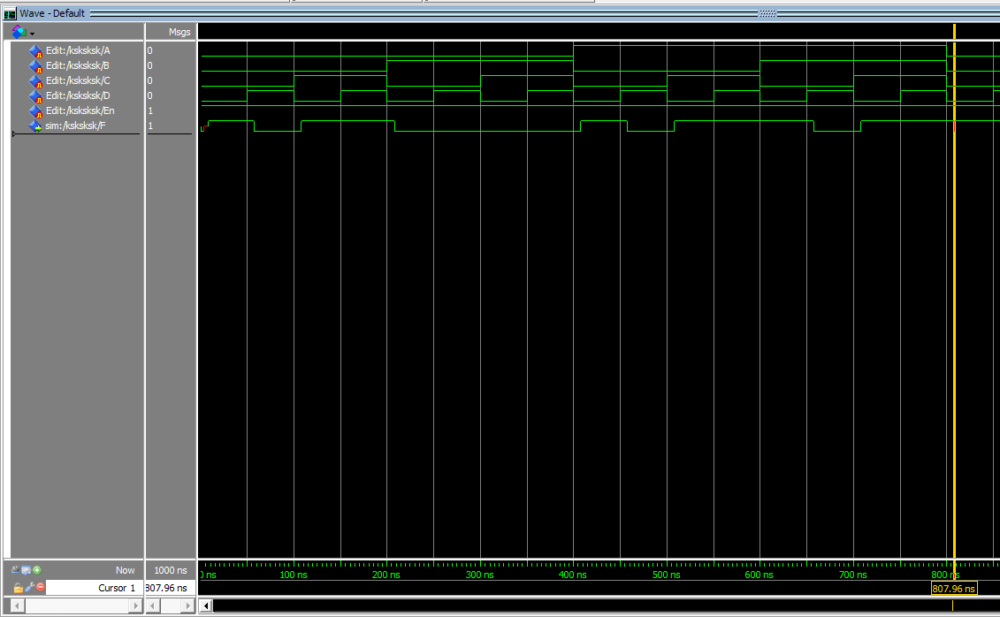 Wave - Default
Msgs
Edit:/ksksksk/A 0
Edit:/ksksksk/B 0
Edit:/ksksksk/C 0
Edit:/ksksksk/D 0
Edit:/ksksksk/En 1
sim:/ksksksk/F 1
Now 1000 ns
0 ns 100 ns 200 ns 300 ns 400 ns 500 ns 600 ns 700 ns 800 ns
Cursor 1 807.96 ns
807.96 ns